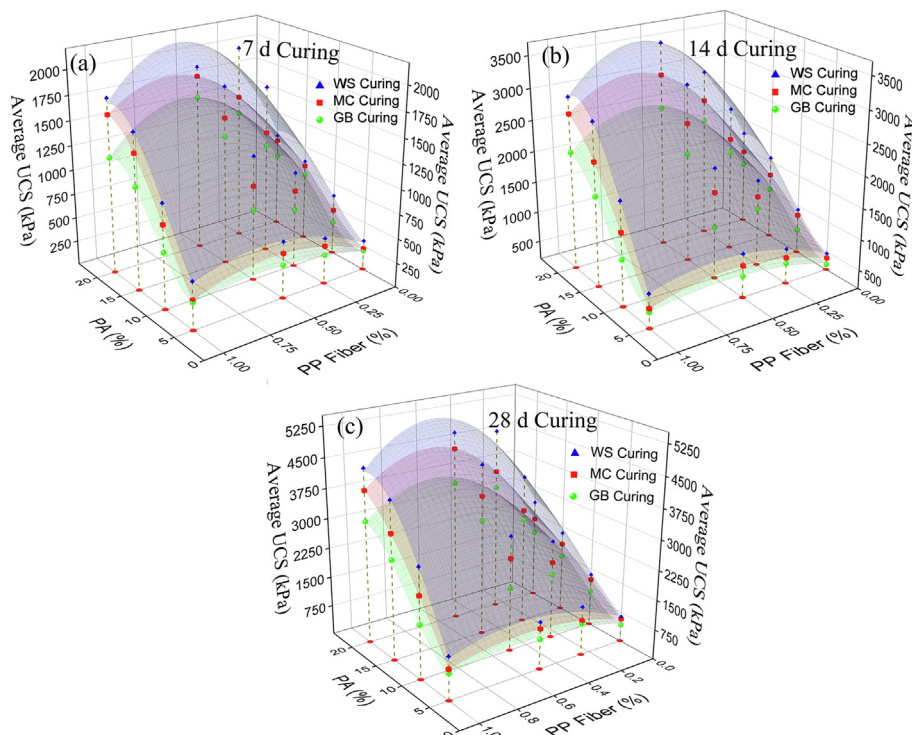 (a)
7 d Curing
WS Curing
MC Curing
GB Curing
Average UCS (kPa)
2000
1750
1500
1250
1000
750
500
250
2000
1750
1500
1250
1000
750
500
250
Average UCS (kPa)
20
15
10
5
0
PA (%)
1.00
0.75
0.50
0.25
0.00
PP Fiber (%)
(b)
14 d Curing
WS Curing
MC Curing
GB Curing
Average UCS (kPa)
3500
3000
2500
2000
1500
1000
500
3500
3000
2500
2000
1500
1000
500
Average UCS (kPa)
20
15
10
5
0
PA (%)
1.00
0.75
0.50
0.25
0.00
PP Fiber (%)
(c)
28 d Curing
WS Curing
MC Curing
GB Curing
Average UCS (kPa)
5250
4500
3750
3000
2250
1500
750
5250
4500
3750
3000
2250
1500
750
Average UCS (kPa)
20
15
10
5
PA (%)
0.8
0.6
0.4
0.2
0.0
PP Fiber (%)